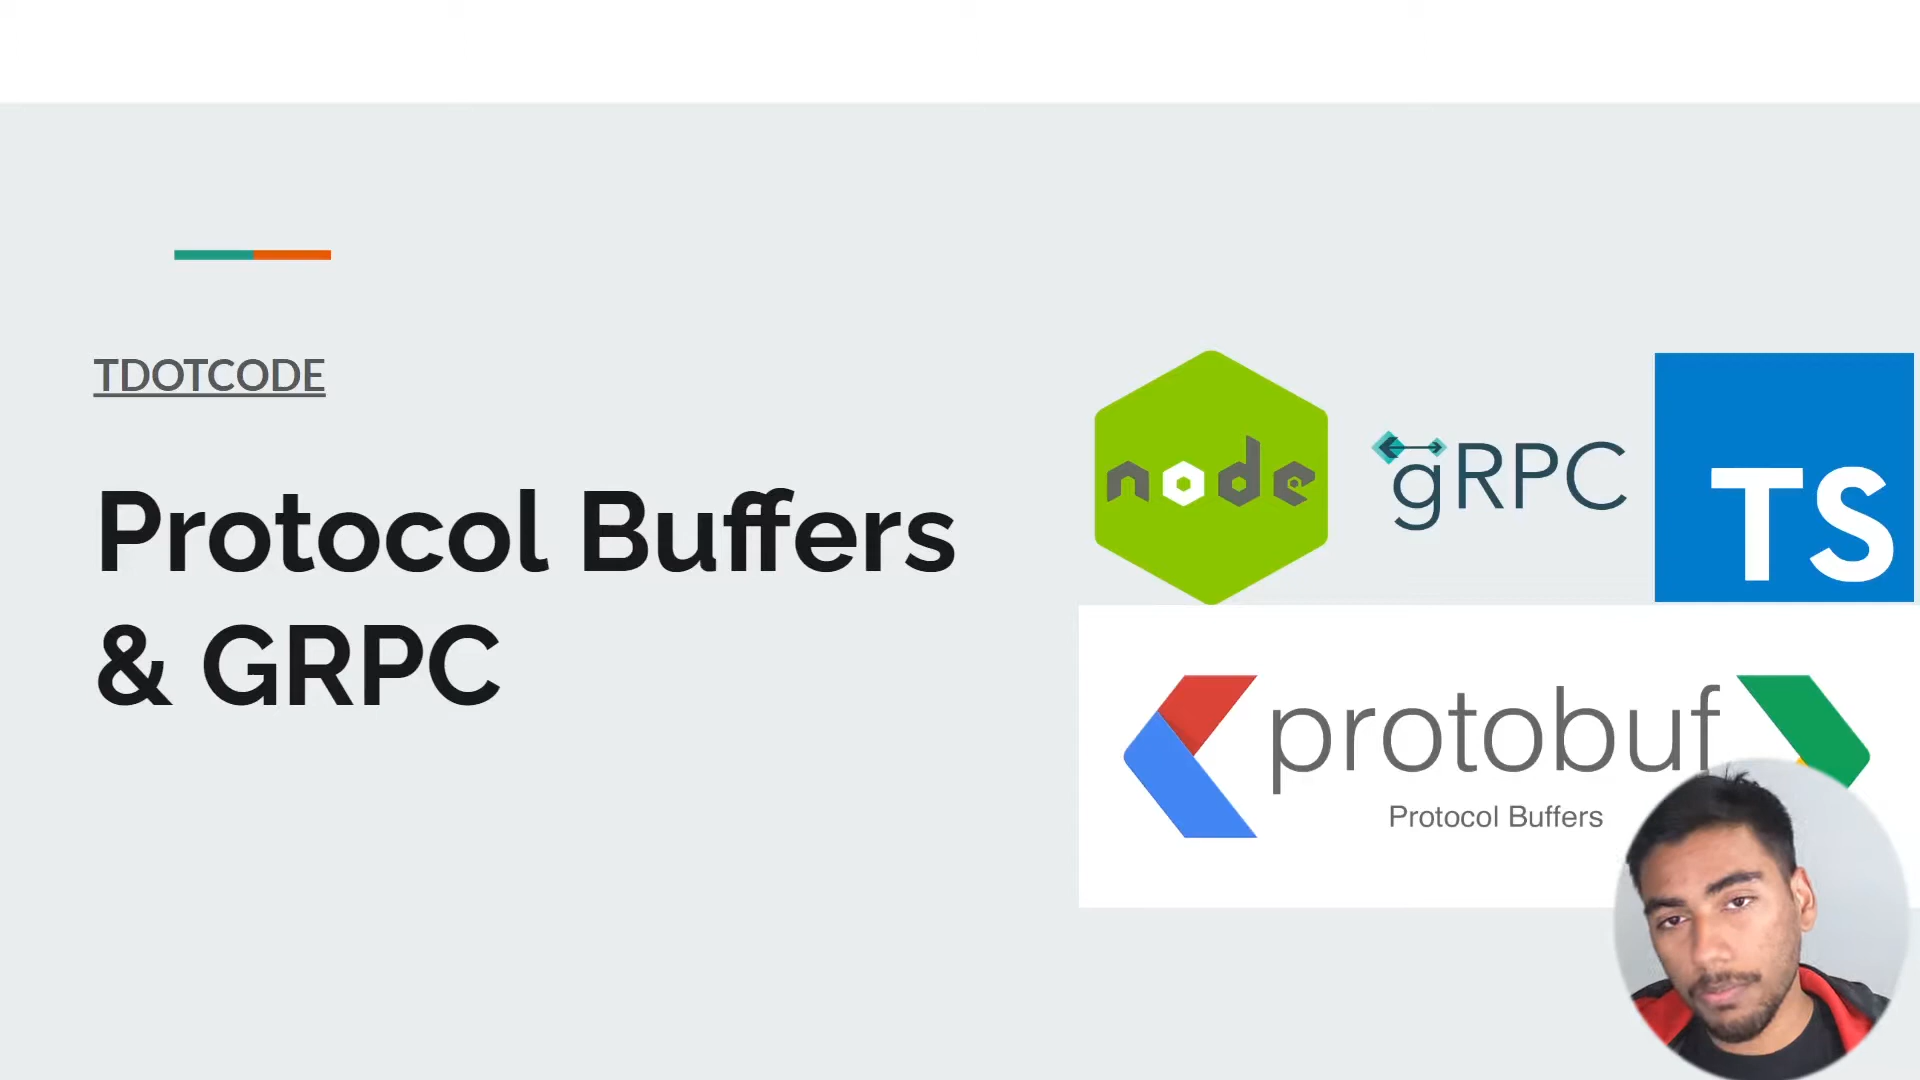 TDOTCODE
Protocol Buffers
& GRPC
node
gRPC
TS
protobuf
Protocol Buffers